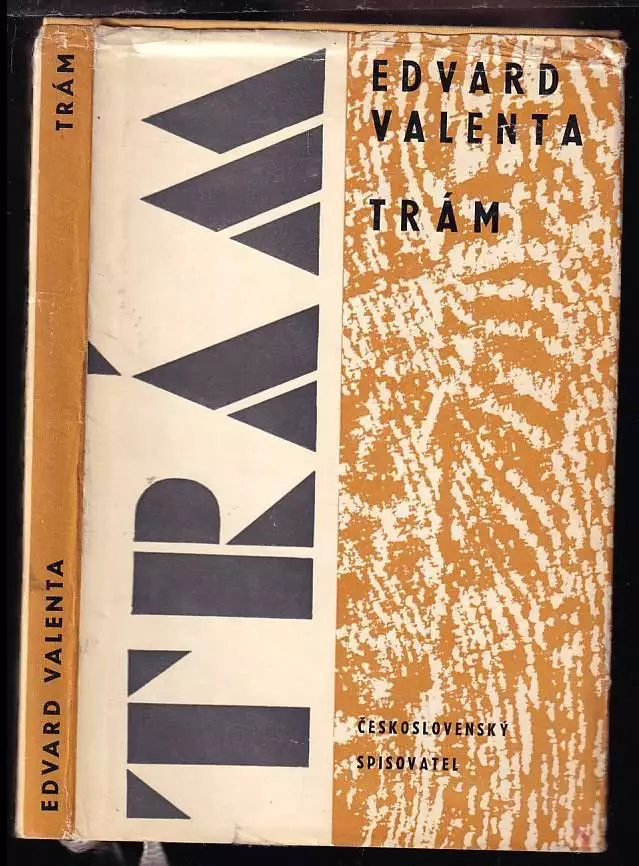 EDVARD VALENTA TRÁM
TRÁM
EDVARD
VALENTA
TRÁM
ČESKOSLOVENSKÝ
SPISOVATEL